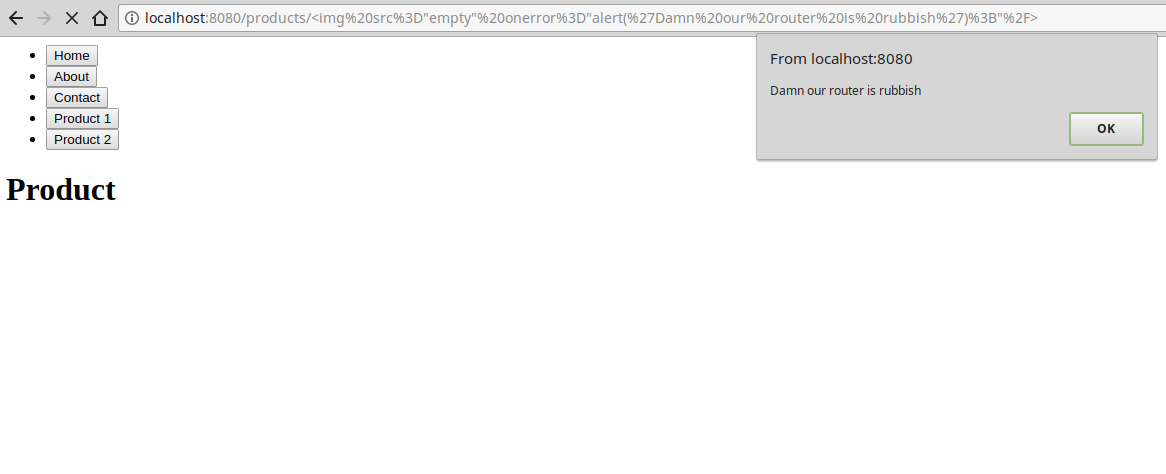 localhost:8080/products/<img%20src%3D"empty"%20onerror%3D"alert(%27Damn%20our%20router%20is%20rubbish%27)%3B"%2F>
From localhost:8080
Damn our router is rubbish
OK
Home
About
Contact
Product 1
Product 2
Product